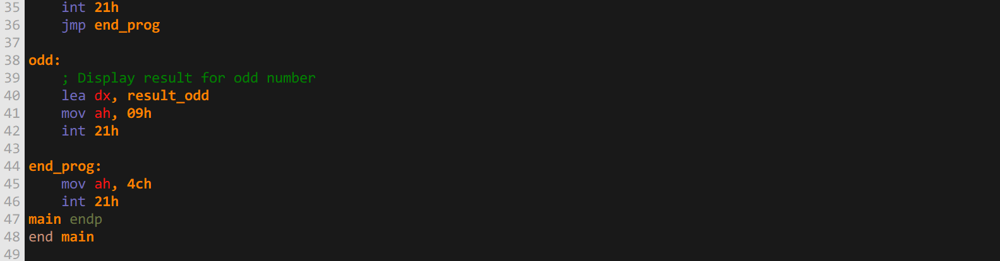 35     int 21h
36     jmp end_prog
37
38 odd:
39     ; Display result for odd number
40     lea dx, result_odd
41     mov ah, 09h
42     int 21h
43
44 end_prog:
45     mov ah, 4ch
46     int 21h
47 main endp
48 end main
49